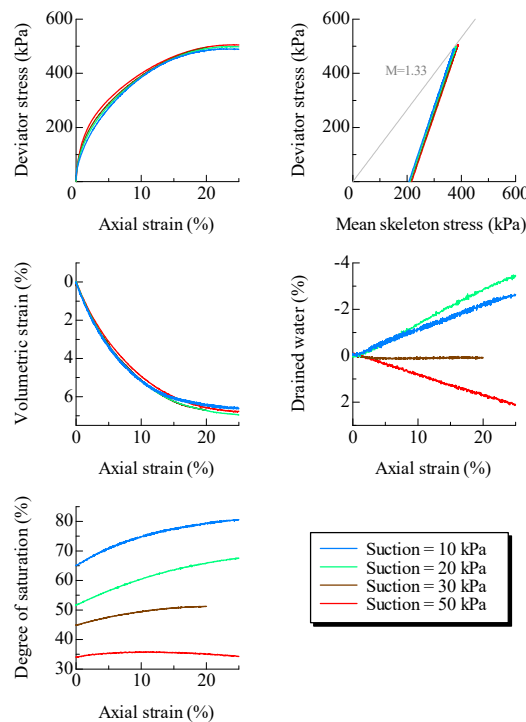 600
400
200
Deviator stress (kPa)
0
10
20
Axial strain (%)
600
400
200
Deviator stress (kPa)
M=1.33
0
200
400
600
Mean skeleton stress (kPa)
0
2
4
6
Volumetric strain (%)
0
10
20
Axial strain (%)
-4
-2
0
2
Drained water (%)
0
10
20
Axial strain (%)
80
70
60
50
40
30
Degree of saturation (%)
0
10
20
Axial strain (%)
Suction = 10 kPa
Suction = 20 kPa
Suction = 30 kPa
Suction = 50 kPa